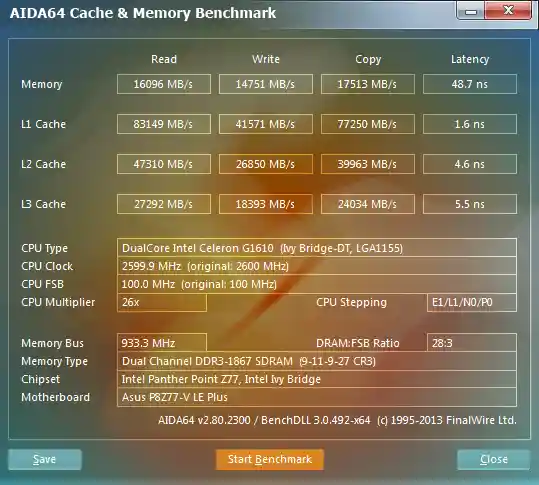 AIDA64 Cache & Memory Benchmark
Read Write Copy Latency
Memory 16096 MB/s 14751 MB/s 17513 MB/s 48.7 ns
L1 Cache 83149 MB/s 41571 MB/s 77250 MB/s 1.6 ns
L2 Cache 47310 MB/s 26850 MB/s 39963 MB/s 4.6 ns
L3 Cache 27292 MB/s 18393 MB/s 24034 MB/s 5.5 ns
CPU Type DualCore Intel Celeron G1610 (Ivy Bridge-DT, LGA1155)
CPU Clock 2599.9 MHz (original: 2600 MHz)
CPU FSB 100.0 MHz (original: 100 MHz)
CPU Multiplier 26x CPU Stepping E1/L1/N0/P0
Memory Bus 933.3 MHz DRAM:FSB Ratio 28:3
Memory Type Dual Channel DDR3-1867 SDRAM (9-11-9-27 CR3)
Chipset Intel Panther Point Z77, Intel Ivy Bridge
Motherboard Asus P8Z77-V LE Plus
AIDA64 v2.80.2300 / BenchDLL 3.0.492-x64 (c) 1995-2013 FinalWire Ltd.
Save Start Benchmark Close